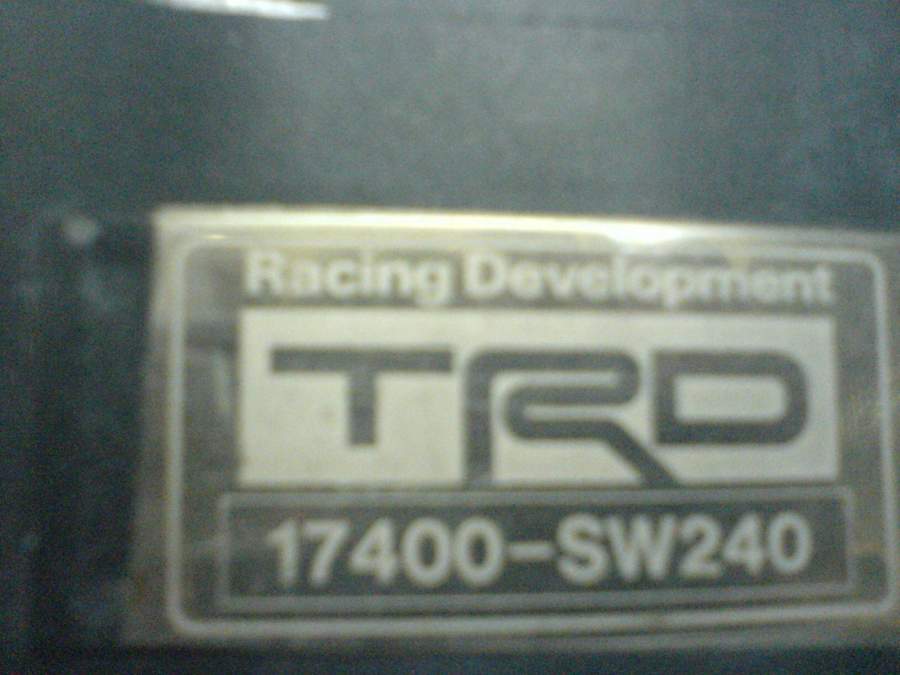 Racing Development
TRD
17400-SW240